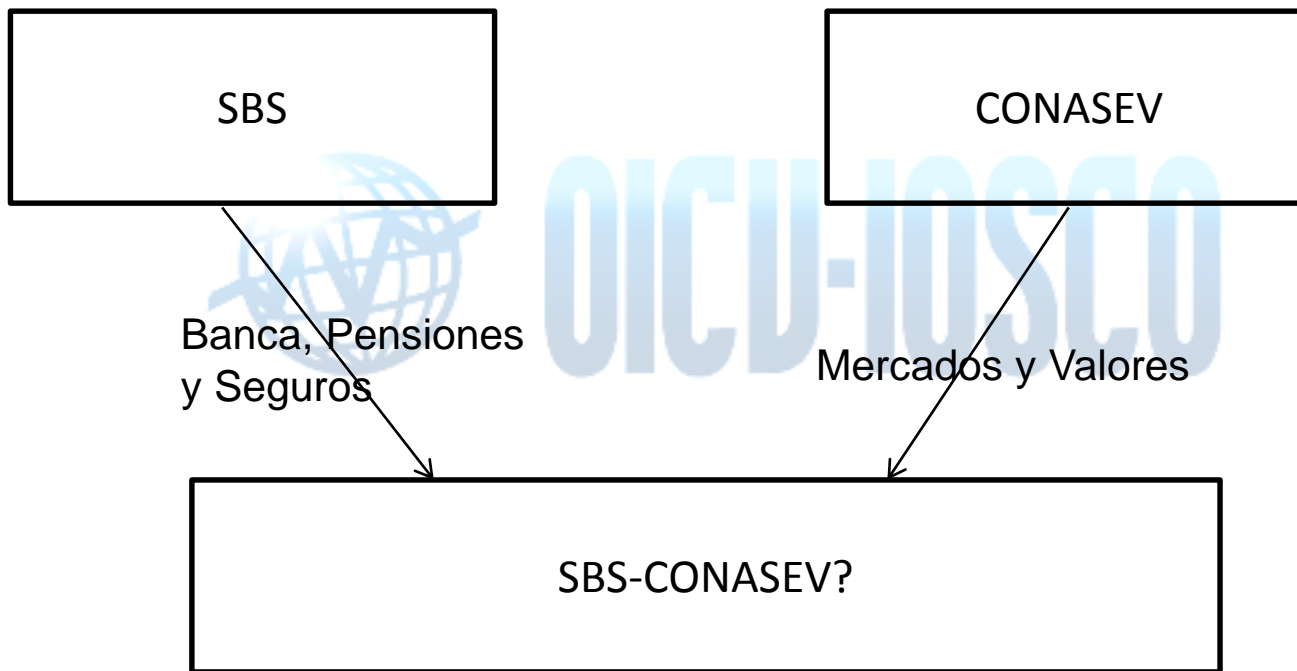 SBS
CONASEV
OICU-IOSCO
Banca, Pensiones
y Seguros
Mercados y Valores
SBS-CONASEV?